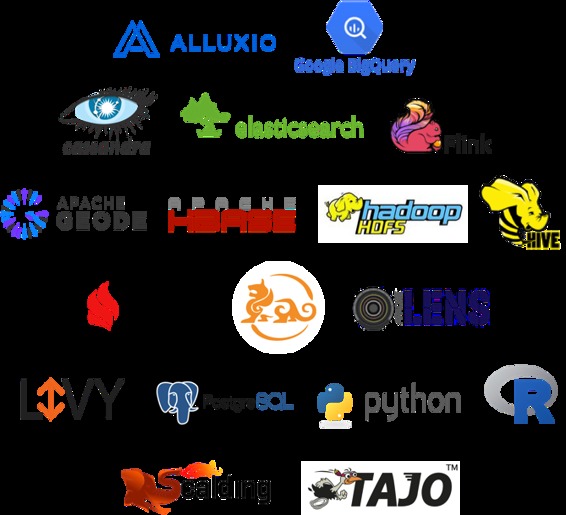 ALLUXIO
Google BigQuery
cassandra
elasticsearch
Flink
APACHE
GEODE
APACHE
HBASE
hadoop
HDFS
HIVE
LENS
LIVY
PostgreSQL
python
R
Scalding
TAJO™